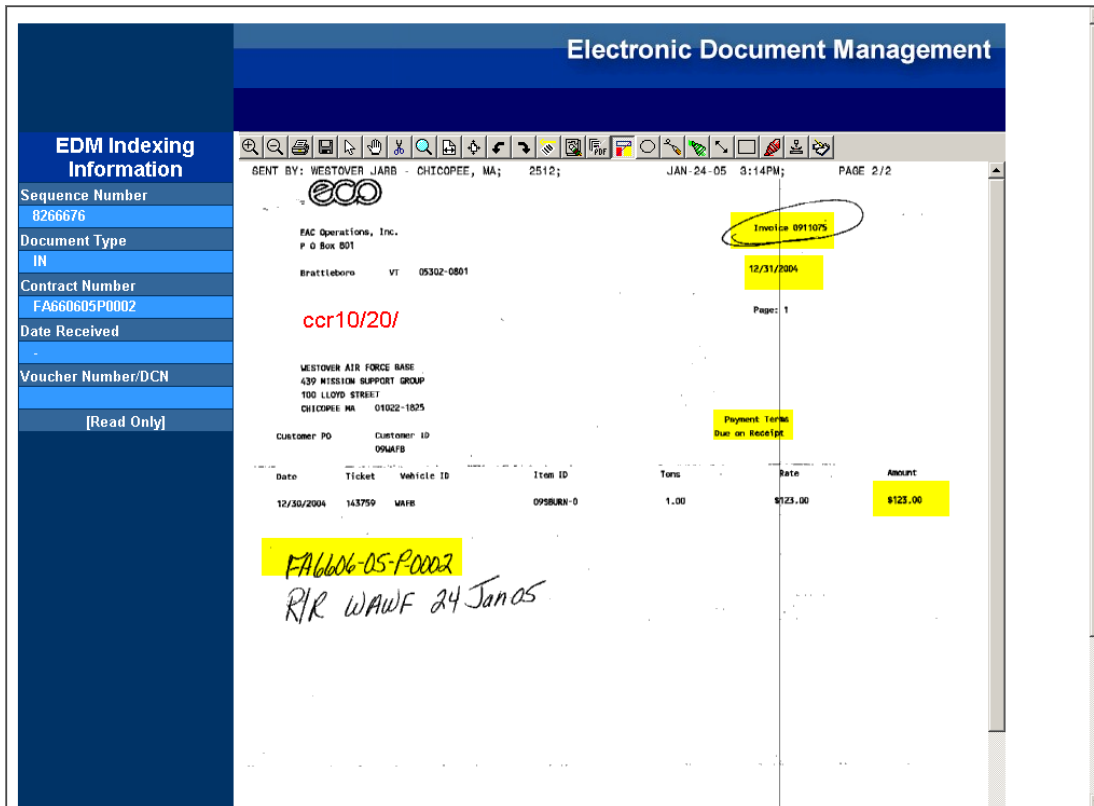 Electronic Document Management
EDM Indexing
Information
Sequence Number
8266676
Document Type
IN
Contract Number
FA660605P0002
Date Received
-
Voucher Number/DCN
[Read Only]
SENT BY: WESTOVER JARB - CHICOPEE, MA; 2512; JAN-24-05 3:14PM; PAGE 2/2
EAC Operations, Inc.
P O Box 801
Brattleboro VT 05302-0801
Invoice 0911075
12/31/2004
Page: 1
ccr10/20/
WESTOVER AIR FORCE BASE
439 MISSION SUPPORT GROUP
100 LLOYD STREET
CHICOPEE MA 01022-1825
Payment Terms
Due on Receipt
Customer PO Customer ID
09WAFB
Date Ticket Vehicle ID Item ID Tons Rate Amount
12/30/2004 143759 WAFB 09SBURN-O 1.00 $123.00 $123.00
FA6606-05-P-0002
R/R WAWF 24 Jan 05